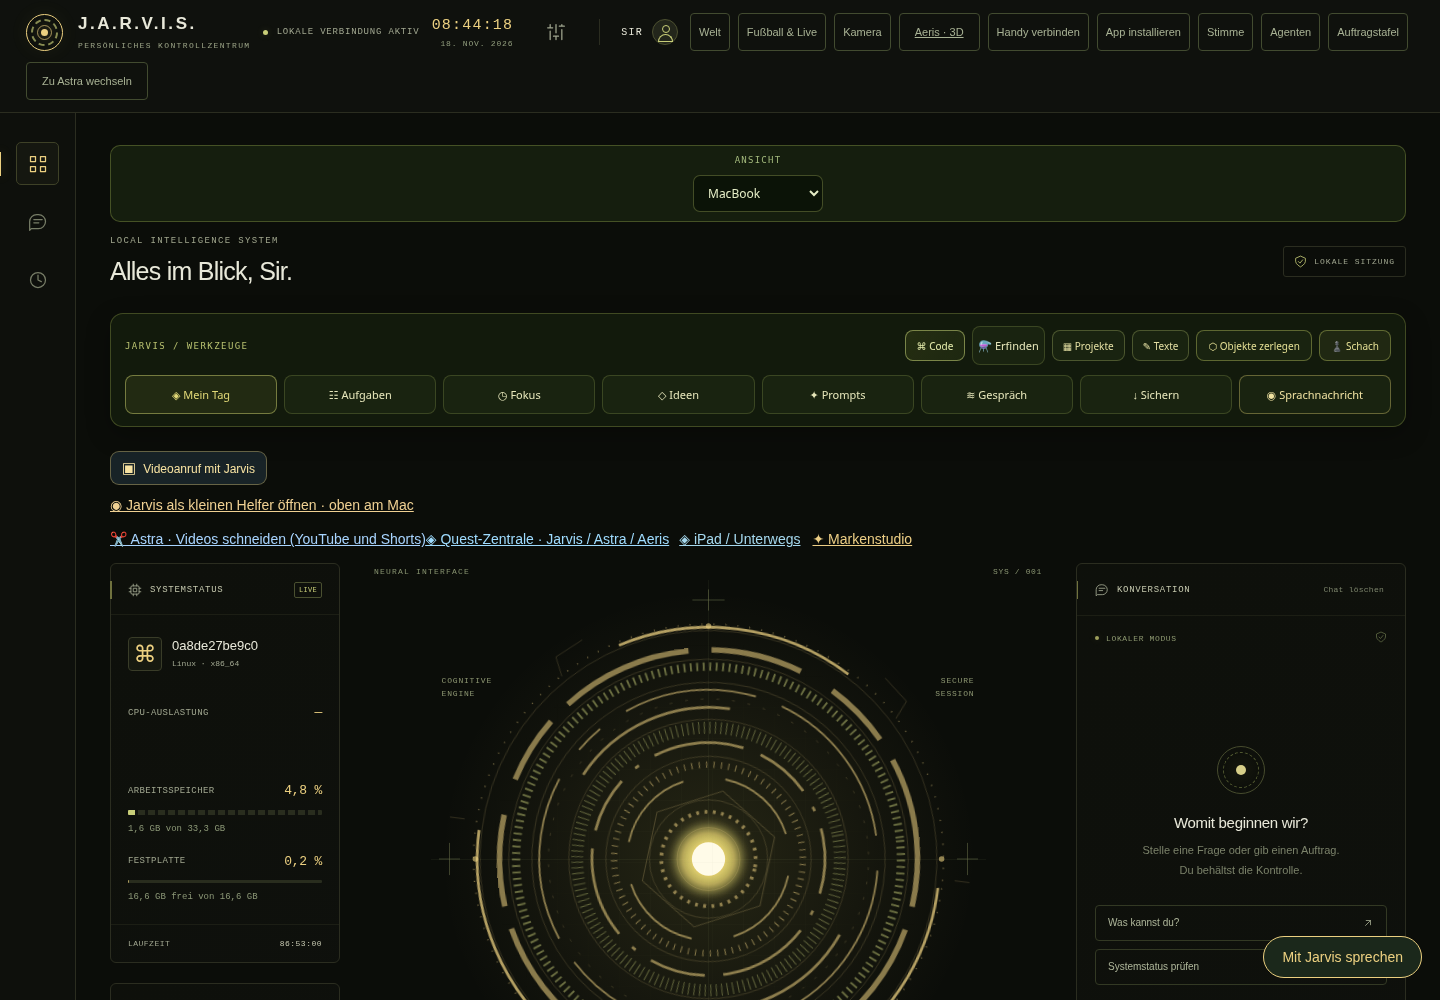 J.A.R.V.I.S.
PERSÖNLICHES KONTROLLZENTRUM
LOKALE VERBINDUNG AKTIV
08:44:18
18. NOV. 2026
SIR
Welt
Fußball & Live
Kamera
Aeris · 3D
Handy verbinden
App installieren
Stimme
Agenten
Auftragstafel
Zu Astra wechseln
ANSICHT
MacBook
LOCAL INTELLIGENCE SYSTEM
Alles im Blick, Sir.
LOKALE SITZUNG
JARVIS / WERKZEUGE
⌘ Code
⚗️ Erfinden
▦ Projekte
✎ Texte
⬡ Objekte zerlegen
♟ Schach
◈ Mein Tag
☷ Aufgaben
◷ Fokus
◇ Ideen
✦ Prompts
≋ Gespräch
↓ Sichern
◉ Sprachnachricht
▣ Videoanruf mit Jarvis
◉ Jarvis als kleinen Helfer öffnen · oben am Mac
✂️ Astra · Videos schneiden (YouTube und Shorts)◈ Quest-Zentrale · Jarvis / Astra / Aeris ◈ iPad / Unterwegs ✦ Markenstudio
SYSTEMSTATUS
LIVE
⌘
0a8de27be9c0
Linux · x86_64
CPU-AUSLASTUNG —
ARBEITSSPEICHER 4,8 %
1,6 GB von 33,3 GB
FESTPLATTE 0,2 %
16,6 GB frei von 16,6 GB
LAUFZEIT 86:53:00
NEURAL INTERFACE
SYS / 001
COGNITIVE
ENGINE
SECURE
SESSION
KONVERSATION
Chat löschen
LOKALER MODUS
Womit beginnen wir?
Stelle eine Frage oder gib einen Auftrag.
Du behältst die Kontrolle.
Was kannst du?
Systemstatus prüfen
Mit Jarvis sprechen